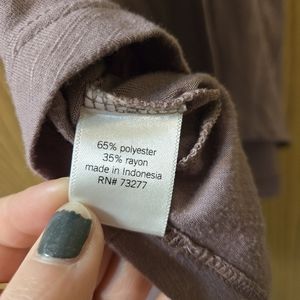 65% polyester
35% rayon
made in Indonesia
RN# 73277